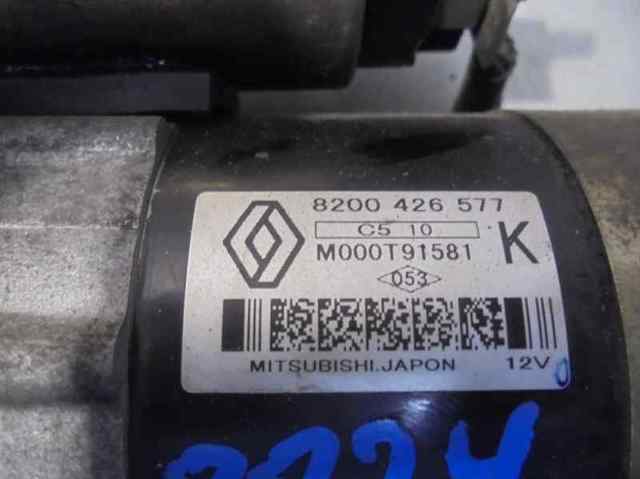 8200 426 577
C5 10
M000T91581 K
053
MITSUBISHI.JAPON 12V